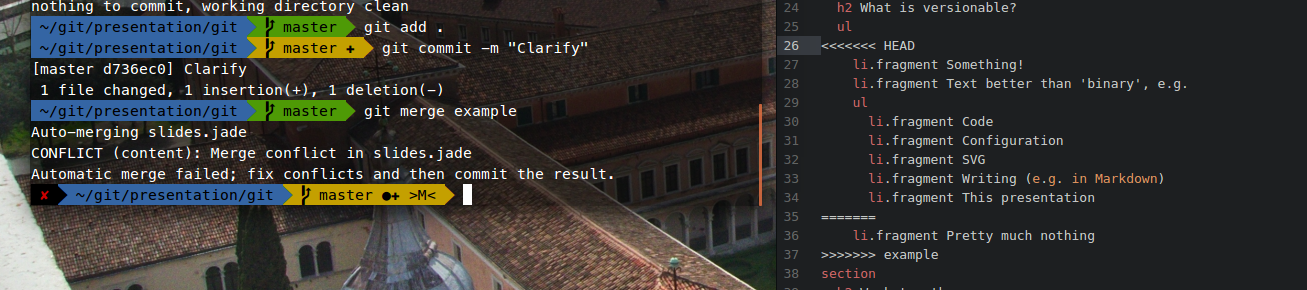 nothing to commit, working directory clean
~/git/presentation/git master git add .
~/git/presentation/git master + git commit -m "Clarify"
[master d736ec0] Clarify
1 file changed, 1 insertion(+), 1 deletion(-)
~/git/presentation/git master git merge example
Auto-merging slides.jade
CONFLICT (content): Merge conflict in slides.jade
Automatic merge failed; fix conflicts and then commit the result.
✘ ~/git/presentation/git master ●+ >M<
24 h2 What is versionable?
25 ul
26 <<<<<<< HEAD
27 li.fragment Something!
28 li.fragment Text better than 'binary', e.g.
29 ul
30 li.fragment Code
31 li.fragment Configuration
32 li.fragment SVG
33 li.fragment Writing (e.g. in Markdown)
34 li.fragment This presentation
35 =======
36 li.fragment Pretty much nothing
37 >>>>>>> example
38 section